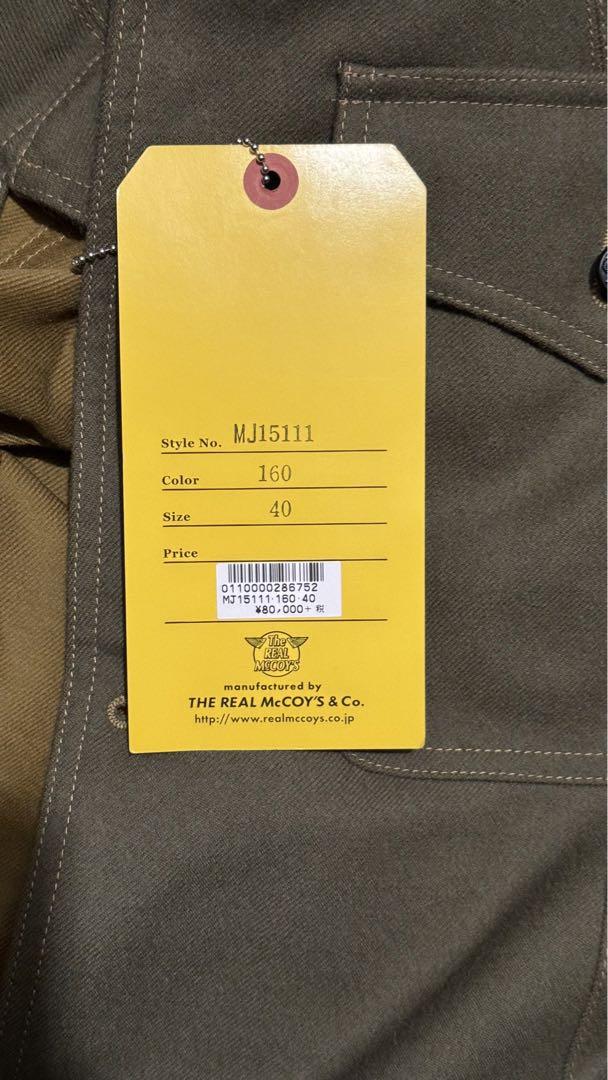 Style No. MJ15111
Color 160
Size 40
Price
0110000286752
MJ15111-160-40
¥80,000+ 税
The
REAL
McCOY'S
manufactured by
THE REAL McCOY'S & Co.
http://www.realmccoys.co.jp